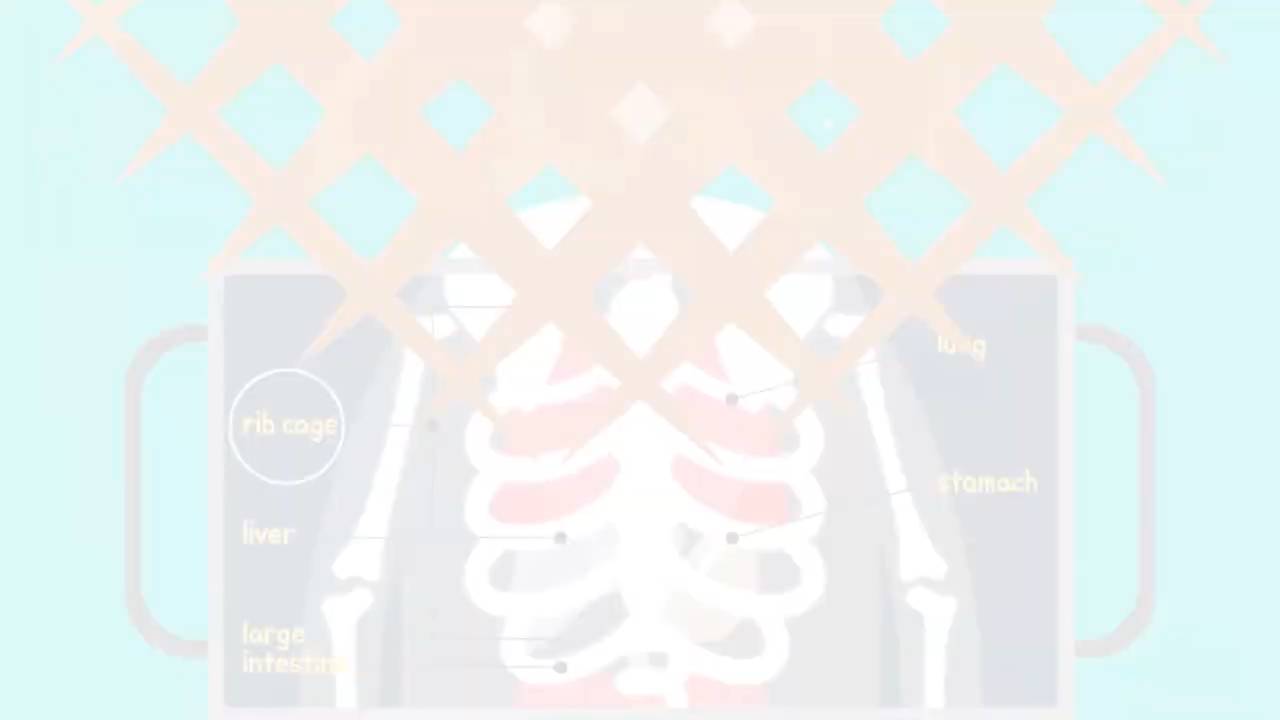 lung
rib cage
stomach
liver
large
intestine